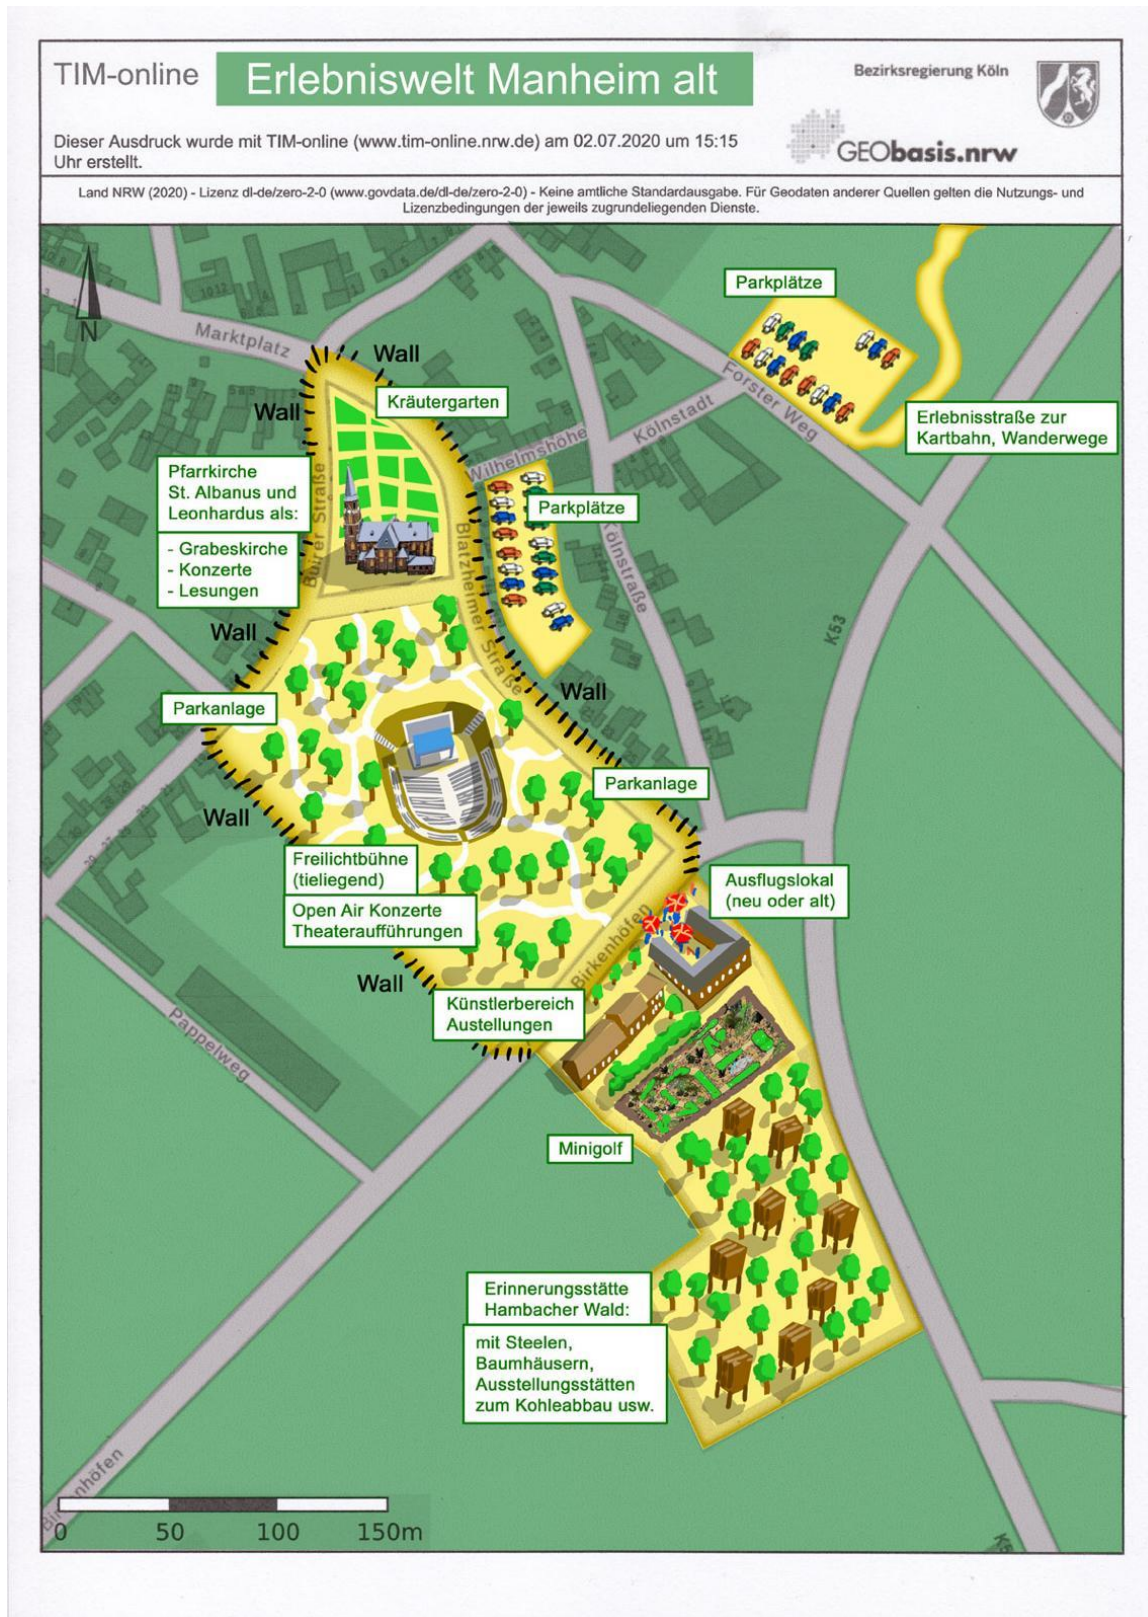 TIM-online
Erlebniswelt Manheim alt
Bezirksregierung Köln
Dieser Ausdruck wurde mit TIM-online (www.tim-online.nrw.de) am 02.07.2020 um 15:15
Uhr erstellt.
GEObasis.nrw
Land NRW (2020) - Lizenz dl-de/zero-2-0 (www.govdata.de/dl-de/zero-2-0) - Keine amtliche Standardausgabe. Für Geodaten anderer Quellen gelten die Nutzungs- und
Lizenzbedingungen der jeweils zugrundeliegenden Dienste.
N
Marktplatz
Wall
Wall
Kräutergarten
Parkplätze
Forster Weg
Erlebnisstraße zur
Kartbahn, Wanderwege
Kölnstadt
Wilhelmshöhe
Pfarrkirche
St. Albanus und
Leonhardus als:
- Grabeskirche
- Konzerte
- Lesungen
Buirer Straße
Blatzheimer Straße
Parkplätze
Kölnstraße
K53
Wall
Parkanlage
Wall
Parkanlage
Wall
Freilichtbühne
(tieliegend)
Open Air Konzerte
Theateraufführungen
Ausflugslokal
(neu oder alt)
Birkenhöfen
Wall
Künstlerbereich
Austellungen
Pappelweg
Minigolf
Erinnerungsstätte
Hambacher Wald:
mit Steelen,
Baumhäusern,
Ausstellungsstätten
zum Kohleabbau usw.
Birkenhöfen
0 50 100 150m